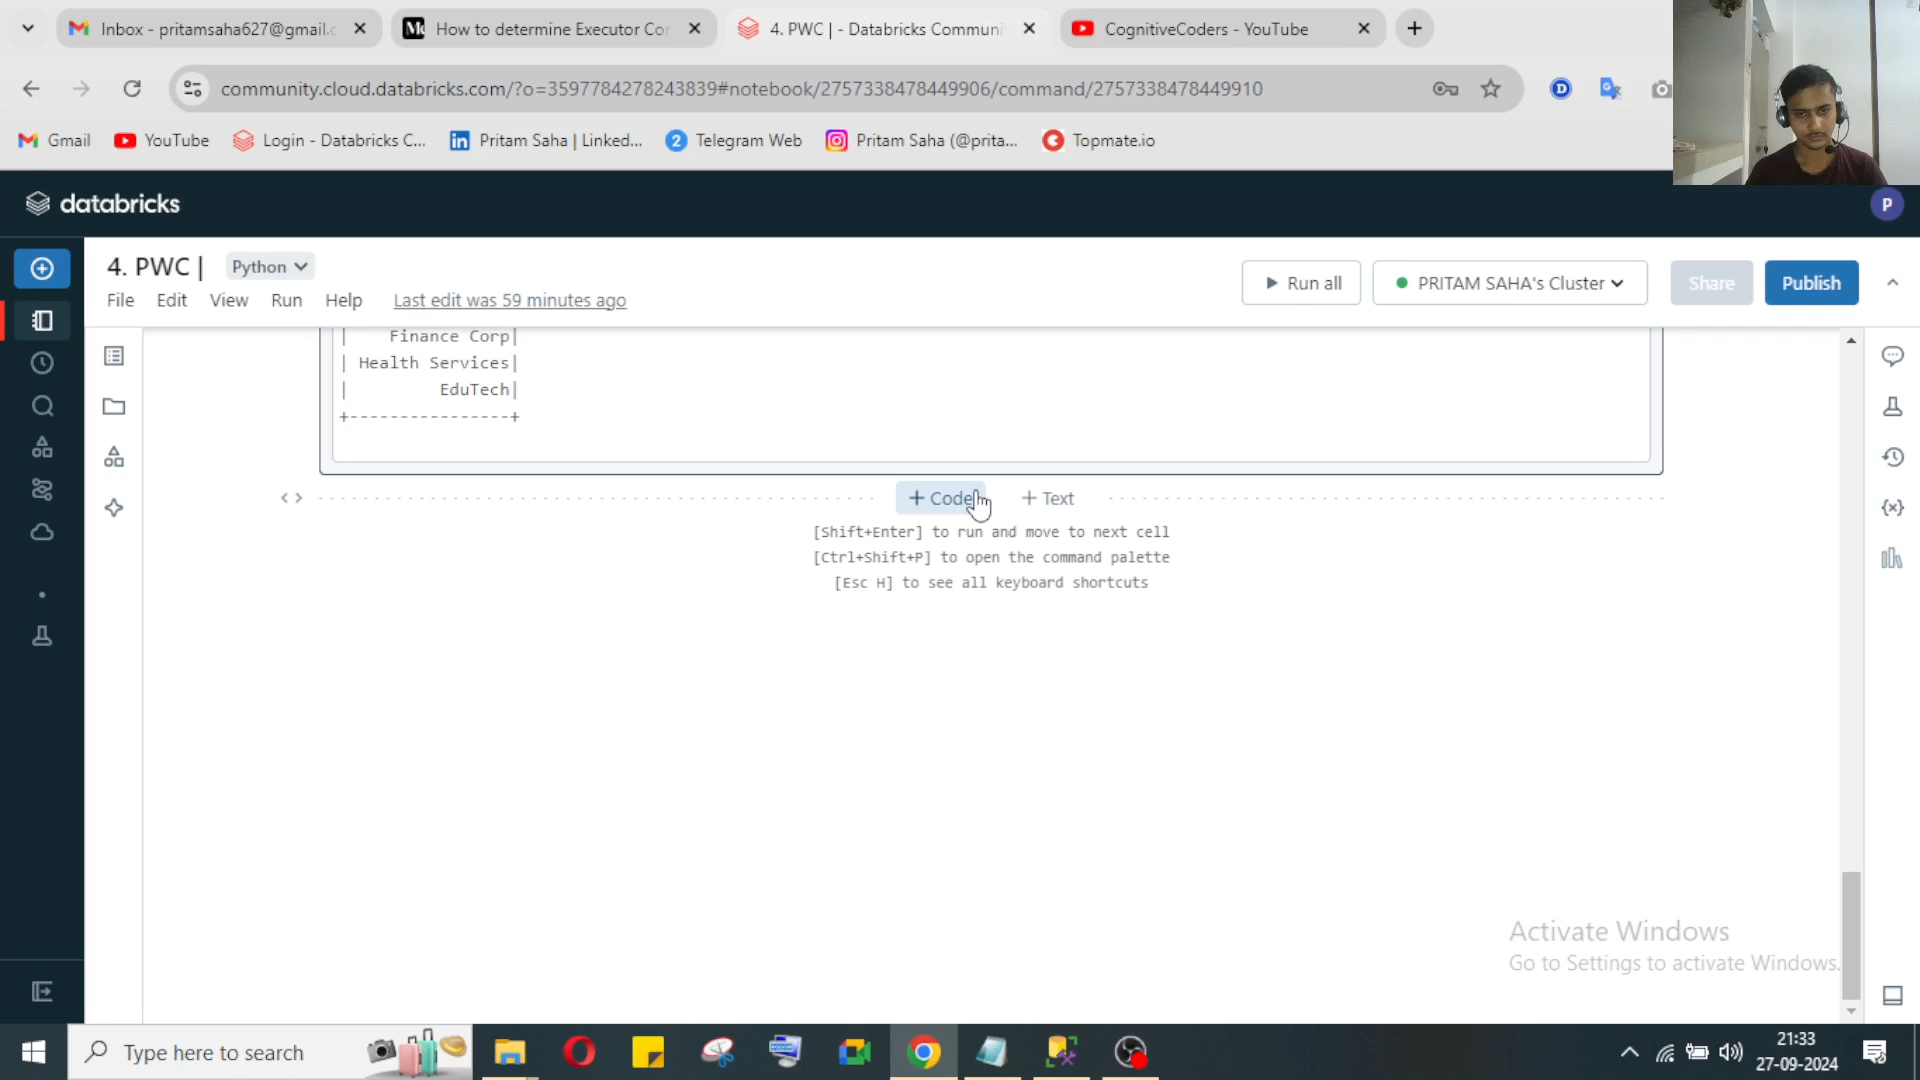 Inbox - pritamsaha627@gmail.c
How to determine Executor Cor
4. PWC | - Databricks Communi
CognitiveCoders - YouTube
community.cloud.databricks.com/?o=3597784278243839#notebook/2757338478449906/command/2757338478449910
Gmail
YouTube
Login - Databricks C...
Pritam Saha | Linked...
Telegram Web
Pritam Saha (@prita...
Topmate.io
databricks
P
4. PWC |
Python
Run all
PRITAM SAHA's Cluster
Share
Publish
File Edit View Run Help Last edit was 59 minutes ago
| Finance Corp|
| Health Services|
| EduTech|
+----------------+
+ Code + Text
[Shift+Enter] to run and move to next cell
[Ctrl+Shift+P] to open the command palette
[Esc H] to see all keyboard shortcuts
Activate Windows
Go to Settings to activate Windows.
Type here to search
21:33
27-09-2024